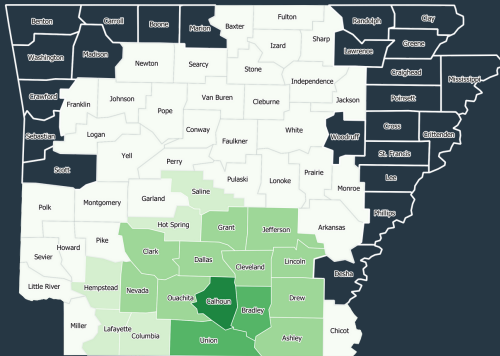 Benton
Carroll
Boone
Marion
Baxter
Fulton
Randolph
Clay
Sharp
Izard
Lawrence
Greene
Washington
Madison
Newton
Searcy
Stone
Independence
Craighead
Mississippi
Crawford
Franklin
Johnson
Pope
Van Buren
Cleburne
Jackson
Poinsett
Sebastian
Logan
Conway
Faulkner
White
Woodruff
Cross
Crittenden
Scott
Yell
Perry
St. Francis
Polk
Montgomery
Garland
Saline
Pulaski
Lonoke
Prairie
Monroe
Lee
Phillips
Howard
Pike
Hot Spring
Grant
Jefferson
Arkansas
Sevier
Clark
Dallas
Cleveland
Lincoln
Desha
Little River
Hempstead
Nevada
Ouachita
Calhoun
Bradley
Drew
Miller
Lafayette
Columbia
Union
Ashley
Chicot